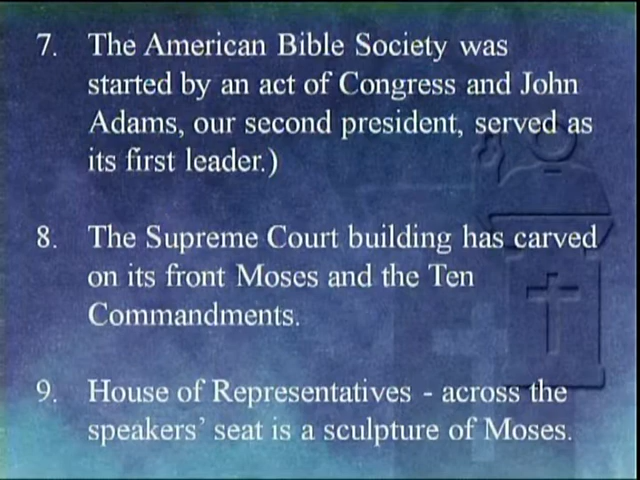 7. The American Bible Society was
started by an act of Congress and John
Adams, our second president, served as
its first leader.)
8. The Supreme Court building has carved
on its front Moses and the Ten
Commandments.
9. House of Representatives - across the
speakers' seat is a sculpture of Moses.